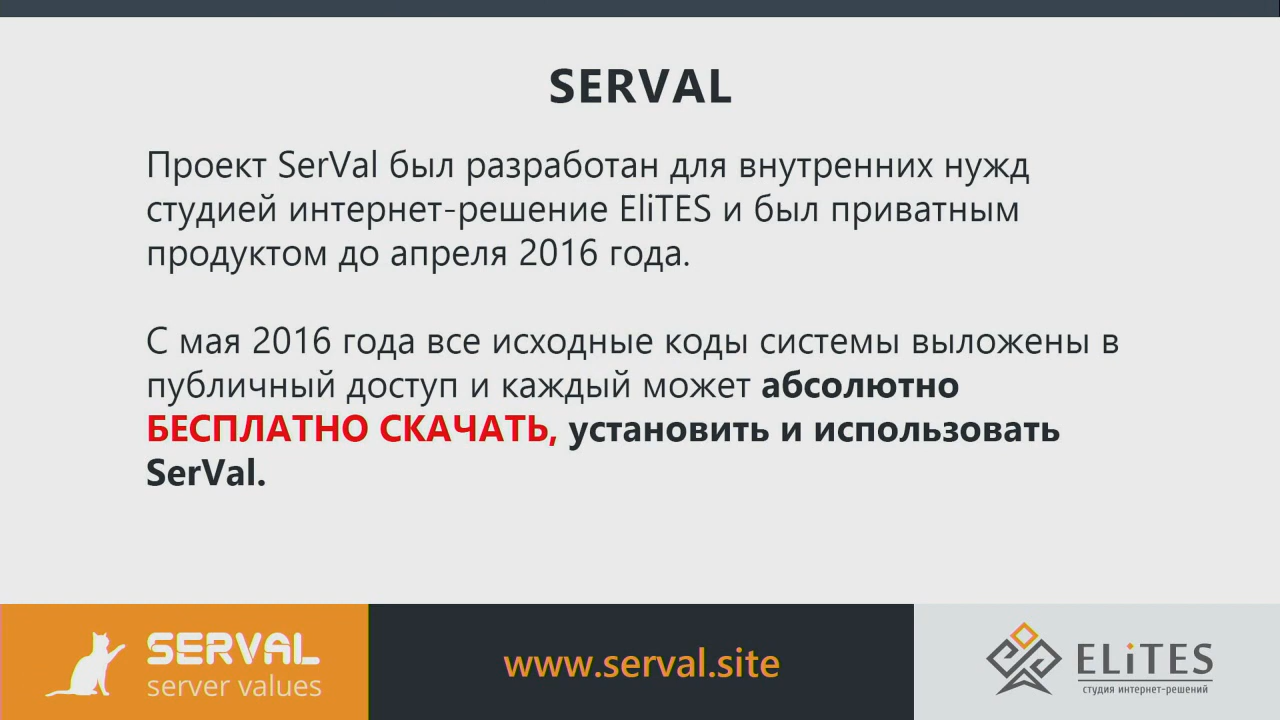 SERVAL
Проект SerVal был разработан для внутренних нужд
студией интернет-решение EliTES и был приватным
продуктом до апреля 2016 года.
С мая 2016 года все исходные коды системы выложены в
публичный доступ и каждый может абсолютно
БЕСПЛАТНО СКАЧАТЬ, установить и использовать
SerVal.
SERVAL
server values
www.serval.site
ELiTES
студия интернет-решений